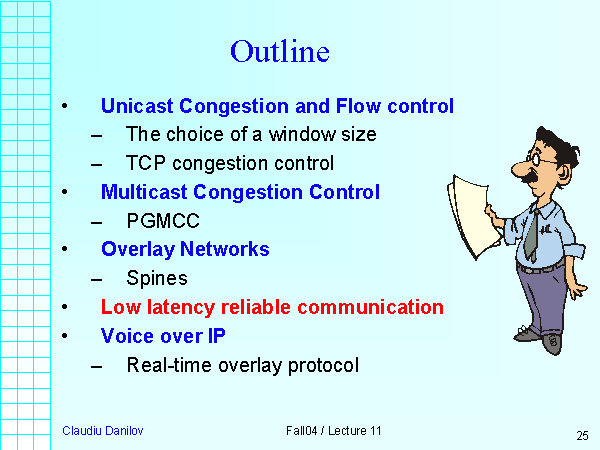 Outline
• Unicast Congestion and Flow control
– The choice of a window size
– TCP congestion control
• Multicast Congestion Control
– PGMCC
• Overlay Networks
– Spines
• Low latency reliable communication
• Voice over IP
– Real-time overlay protocol
Claudiu Danilov Fall04 / Lecture 11 25